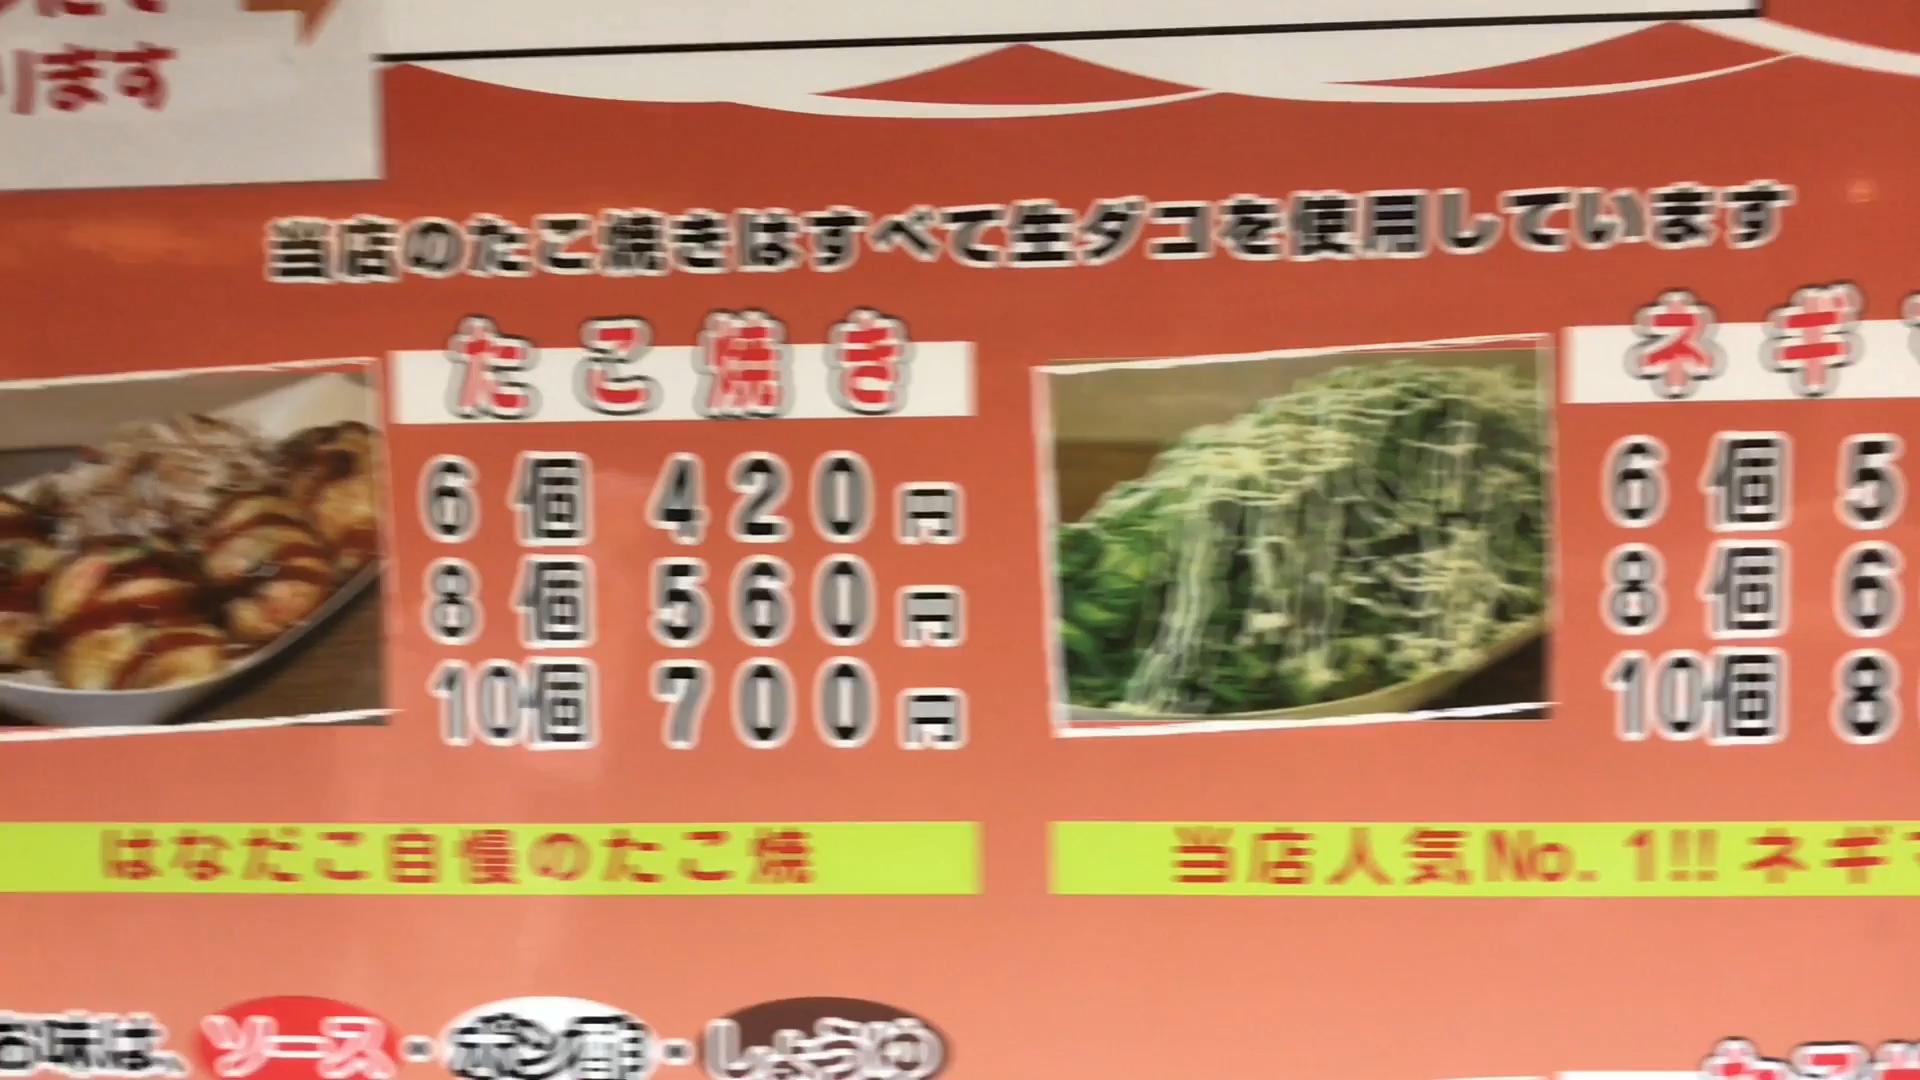 ります
当店のたこ焼きはすべて生ダコを使用しています
たこ焼き
6個 420円
8個 560円
10個 700円
ネギ
6個 5
8個 6
10個 8
はなだこ自慢のたこ焼
当店人気No.1!! ネギ
お味は、ソース・ポン酢・しょうゆ